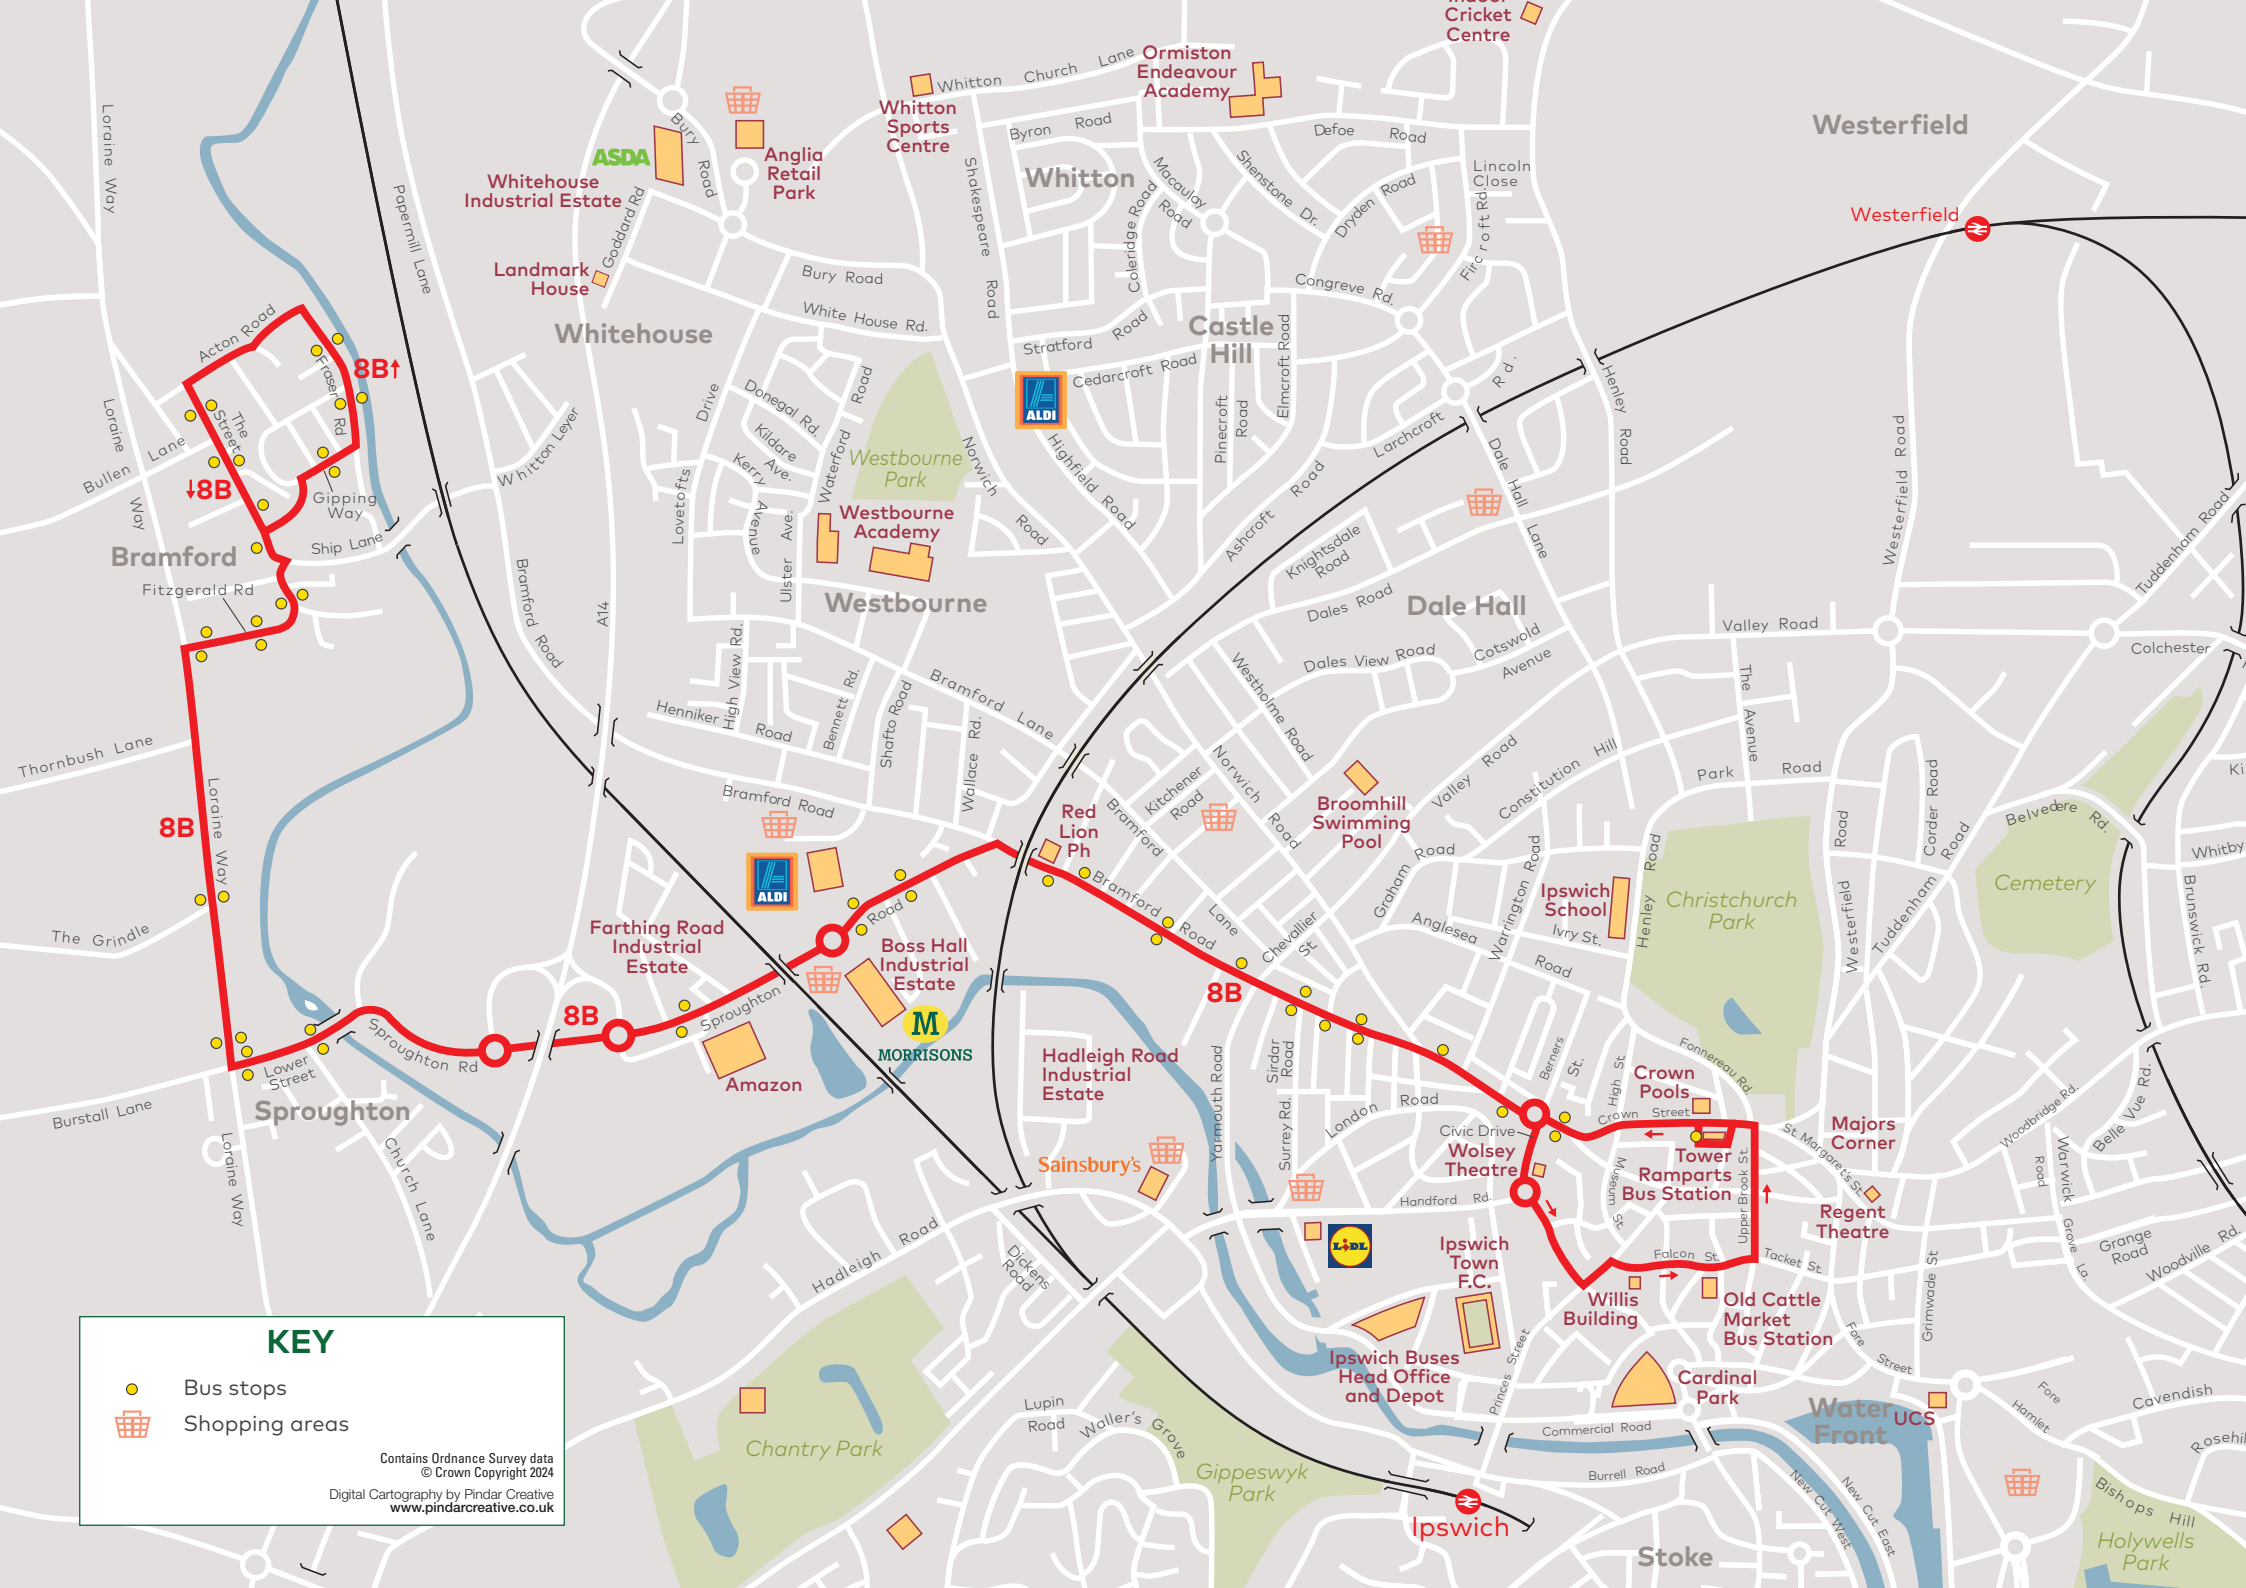 Indoor
Cricket
Centre
Ormiston
Endeavour
Academy
Whitton Church Lane
Whitton
Sports
Centre
Westerfield
Loraine Way
Papermill Lane
ASDA
Bury Road
Anglia
Retail
Park
Whitehouse
Industrial Estate
Goddard Rd
Landmark
House
Byron Road
Defoe Road
Whitton
Shakespeare Road
Macaulay
Road
Coleridge Road
Shenstone Dr.
Dryden Road
Lincoln
Close
Fircroft Rd.
Westerfield
Bury Road
White House Rd.
Congreve Rd.
Whitehouse
Castle
Hill
Stratford Road
Cedarcroft Road
Elmcroft Road
Pinecroft
Road
Acton Road
Fraser Rd
8B↑
The
Street
↓8B
Bullen Lane
Loraine Way
Gipping
Way
Ship Lane
Bramford
Fitzgerald Rd
Whitton Leyer
Drive
Lovetofts
Donegal Rd.
Kildare
Ave.
Kerry Avenue
Waterford Road
Ulster Ave.
Westbourne
Park
Westbourne
Academy
Westbourne
Norwich Road
ALDI
Highfield Road
Larchcroft Rd.
Ashcroft Road
Henley Road
Dale Hall Lane
Knightsdale
Road
Dales Road
Dale Hall
Dales View Road
Cotswold
Avenue
Westerfield Road
Tuddenham Road
Valley Road
Colchester
The Avenue
Bramford Road
A14
High View Rd.
Henniker Road
Bennett Rd.
Shafto Road
Wallace Rd.
Bramford Lane
Bramford Road
Westholme Road
Norwich Road
Kitchener
Road
Bramford Lane
Valley Road
Constitution Hill
Park Road
Thornbush Lane
8B
Loraine Way
The Grindle
Red
Lion
Ph
Broomhill
Swimming
Pool
Graham Road
Warrington Road
Anglesea Road
Ipswich
School
Ivry St.
Henley Road
Christchurch
Park
Road
Westerfield
Corder Road
Tuddenham Road
Belvedere Rd.
Cemetery
Ki
Whitby
Brunswick Rd.
ALDI
Farthing Road
Industrial
Estate
Boss Hall
Industrial
Estate
Sproughton Road
M
MORRISONS
Amazon
Bramford Road
Chevallier
St.
8B
8B
Sproughton Rd
Lower
Street
Sproughton
Burstall Lane
Loraine Way
Church Lane
Hadleigh Road
Industrial
Estate
Yarmouth Road
Sirdar
Road
Surrey Rd.
London Road
Berners St.
High St.
Fonnereau Rd.
Crown
Pools
Crown Street
Civic Drive
Wolsey
Theatre
Tower
Ramparts
Bus Station
Museum St.
Upper Brook St.
St. Margaret's St.
Majors
Corner
Regent
Theatre
Woodbridge Rd.
Belle Vue Rd.
Warwick
Road
Grove La.
Grange
Road
Woodville Rd.
Sainsbury's
Handford Rd.
LIDL
Hadleigh Road
Dickens
Road
Ipswich
Town
F.C.
Falcon St.
Tacket St.
Willis
Building
Old Cattle
Market
Bus Station
Grimwade St
Fore Street
Ipswich Buses
Head Office
and Depot
Princes Street
Cardinal
Park
Water
Front
UCS
Fore
Hamlet
Cavendish
Rosehil
Commercial Road
Burrell Road
New Cut West
New Cut East
Bishops Hill
Holywells
Park
Lupin
Road
Waller's Grove
Chantry Park
Gippeswyk
Park
Ipswich
Stoke
KEY
Bus stops
Shopping areas
Contains Ordnance Survey data
© Crown Copyright 2024
Digital Cartography by Pindar Creative
www.pindarcreative.co.uk